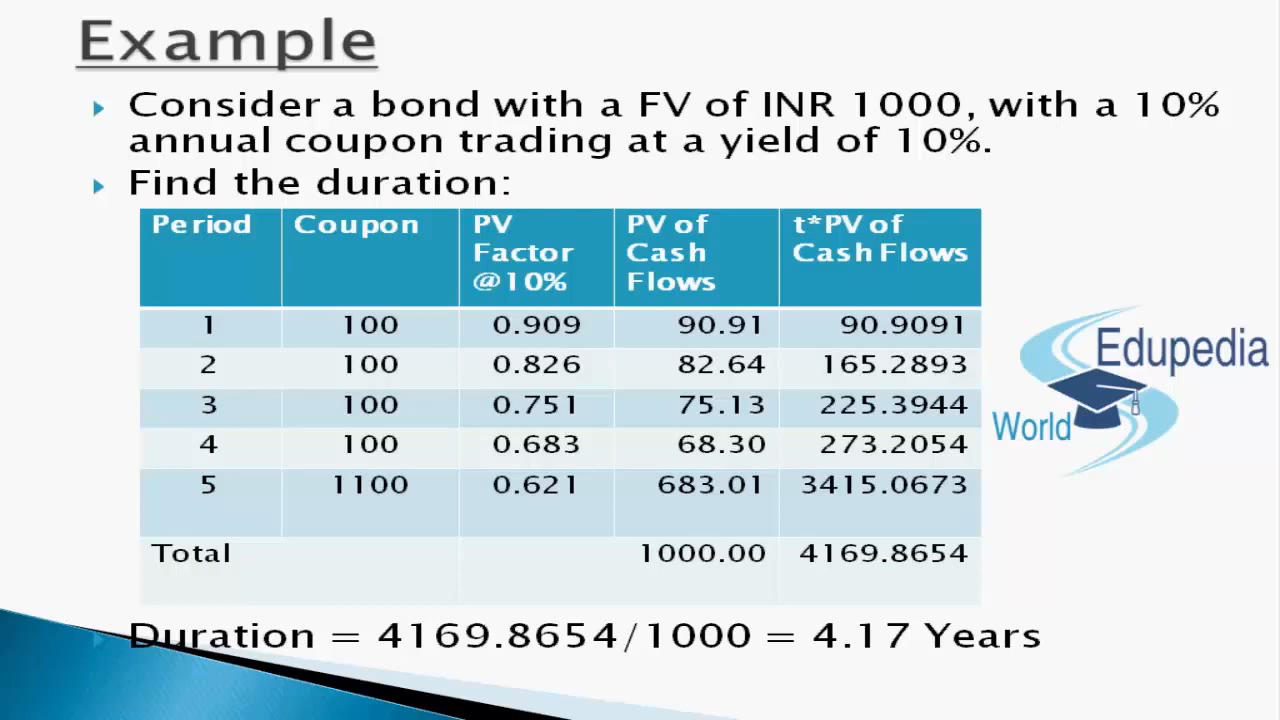 Example
Consider a bond with a FV of INR 1000, with a 10%
annual coupon trading at a yield of 10%.
Find the duration:
Period Coupon PV Factor @10% PV of Cash Flows t*PV of Cash Flows
1 100 0.909 90.91 90.9091
2 100 0.826 82.64 165.2893
3 100 0.751 75.13 225.3944
4 100 0.683 68.30 273.2054
5 1100 0.621 683.01 3415.0673
Total 1000.00 4169.8654
Duration = 4169.8654/1000 = 4.17 Years
Edupedia
World